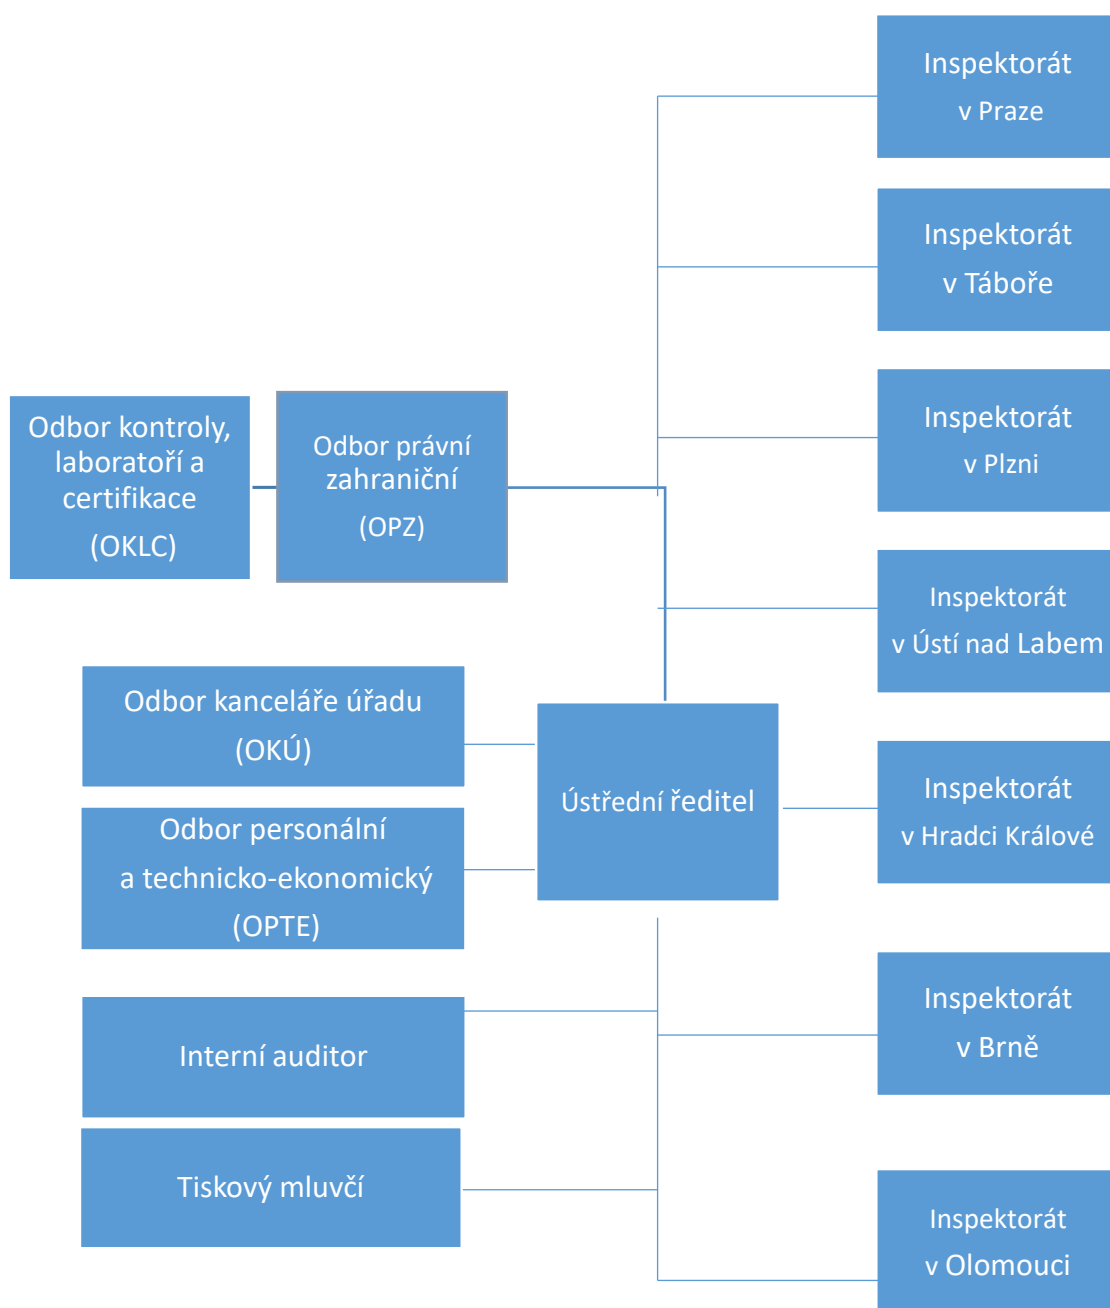 Inspektorát
v Praze
Inspektorát
v Táboře
Inspektorát
v Plzni
Odbor kontroly,
laboratoří a
certifikace
(OKLC)
Odbor právní
zahraniční
(OPZ)
Inspektorát
v Ústí nad Labem
Odbor kanceláře úřadu
(OKÚ)
Ústřední ředitel
Inspektorát
v Hradci Králové
Odbor personální
a technicko-ekonomický
(OPTE)
Inspektorát
v Brně
Interní auditor
Tiskový mluvčí
Inspektorát
v Olomouci